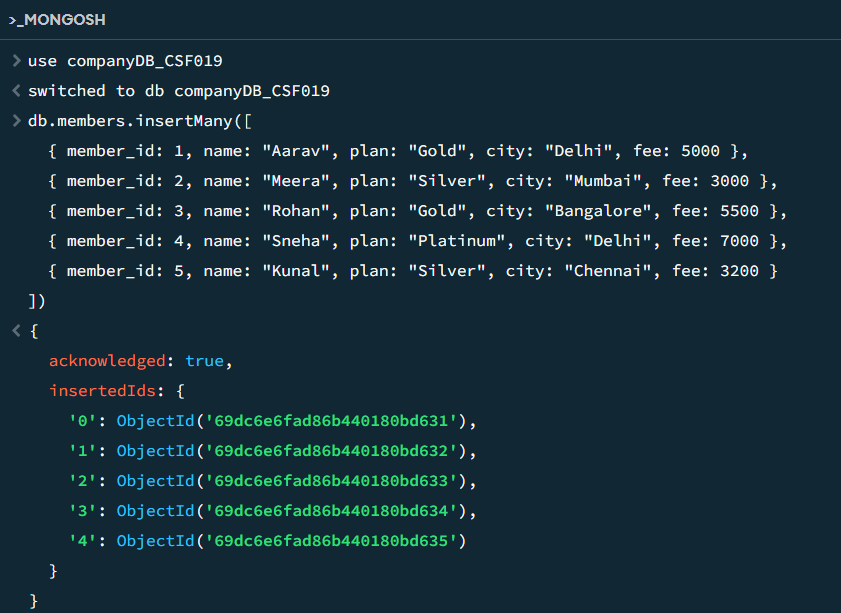 >_MONGOSH
> use companyDB_CSF019
< switched to db companyDB_CSF019
> db.members.insertMany([
    { member_id: 1, name: "Aarav", plan: "Gold", city: "Delhi", fee: 5000 },
    { member_id: 2, name: "Meera", plan: "Silver", city: "Mumbai", fee: 3000 },
    { member_id: 3, name: "Rohan", plan: "Gold", city: "Bangalore", fee: 5500 },
    { member_id: 4, name: "Sneha", plan: "Platinum", city: "Delhi", fee: 7000 },
    { member_id: 5, name: "Kunal", plan: "Silver", city: "Chennai", fee: 3200 }
  ])
< {
    acknowledged: true,
    insertedIds: {
      '0': ObjectId('69dc6e6fad86b440180bd631'),
      '1': ObjectId('69dc6e6fad86b440180bd632'),
      '2': ObjectId('69dc6e6fad86b440180bd633'),
      '3': ObjectId('69dc6e6fad86b440180bd634'),
      '4': ObjectId('69dc6e6fad86b440180bd635')
    }
  }